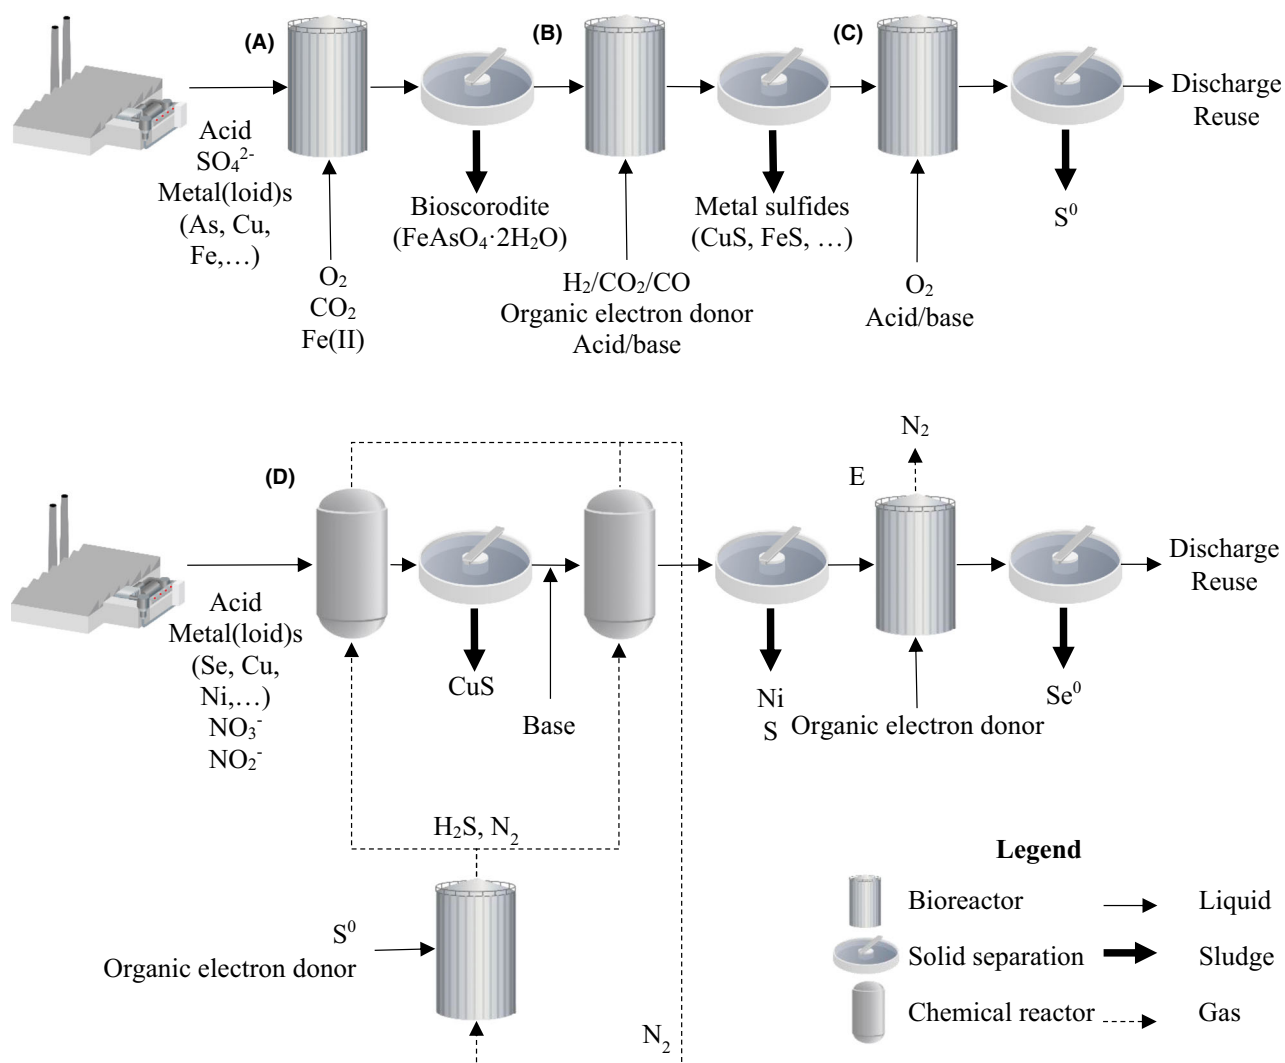 (A)
(B)
(C)
Acid
SO₄²⁻
Metal(loid)s
(As, Cu,
Fe,…)
O₂
CO₂
Fe(II)
Bioscorodite
(FeAsO₄·2H₂O)
H₂/CO₂/CO
Organic electron donor
Acid/base
Metal sulfides
(CuS, FeS, …)
O₂
Acid/base
S⁰
Discharge
Reuse
(D)
Acid
Metal(loid)s
(Se, Cu,
Ni,…)
NO₃⁻
NO₂⁻
CuS
Base
Ni
S
E
N₂
Organic electron donor
Se⁰
Discharge
Reuse
H₂S, N₂
S⁰
Organic electron donor
N₂
Legend
Bioreactor
Liquid
Solid separation
Sludge
Chemical reactor
Gas